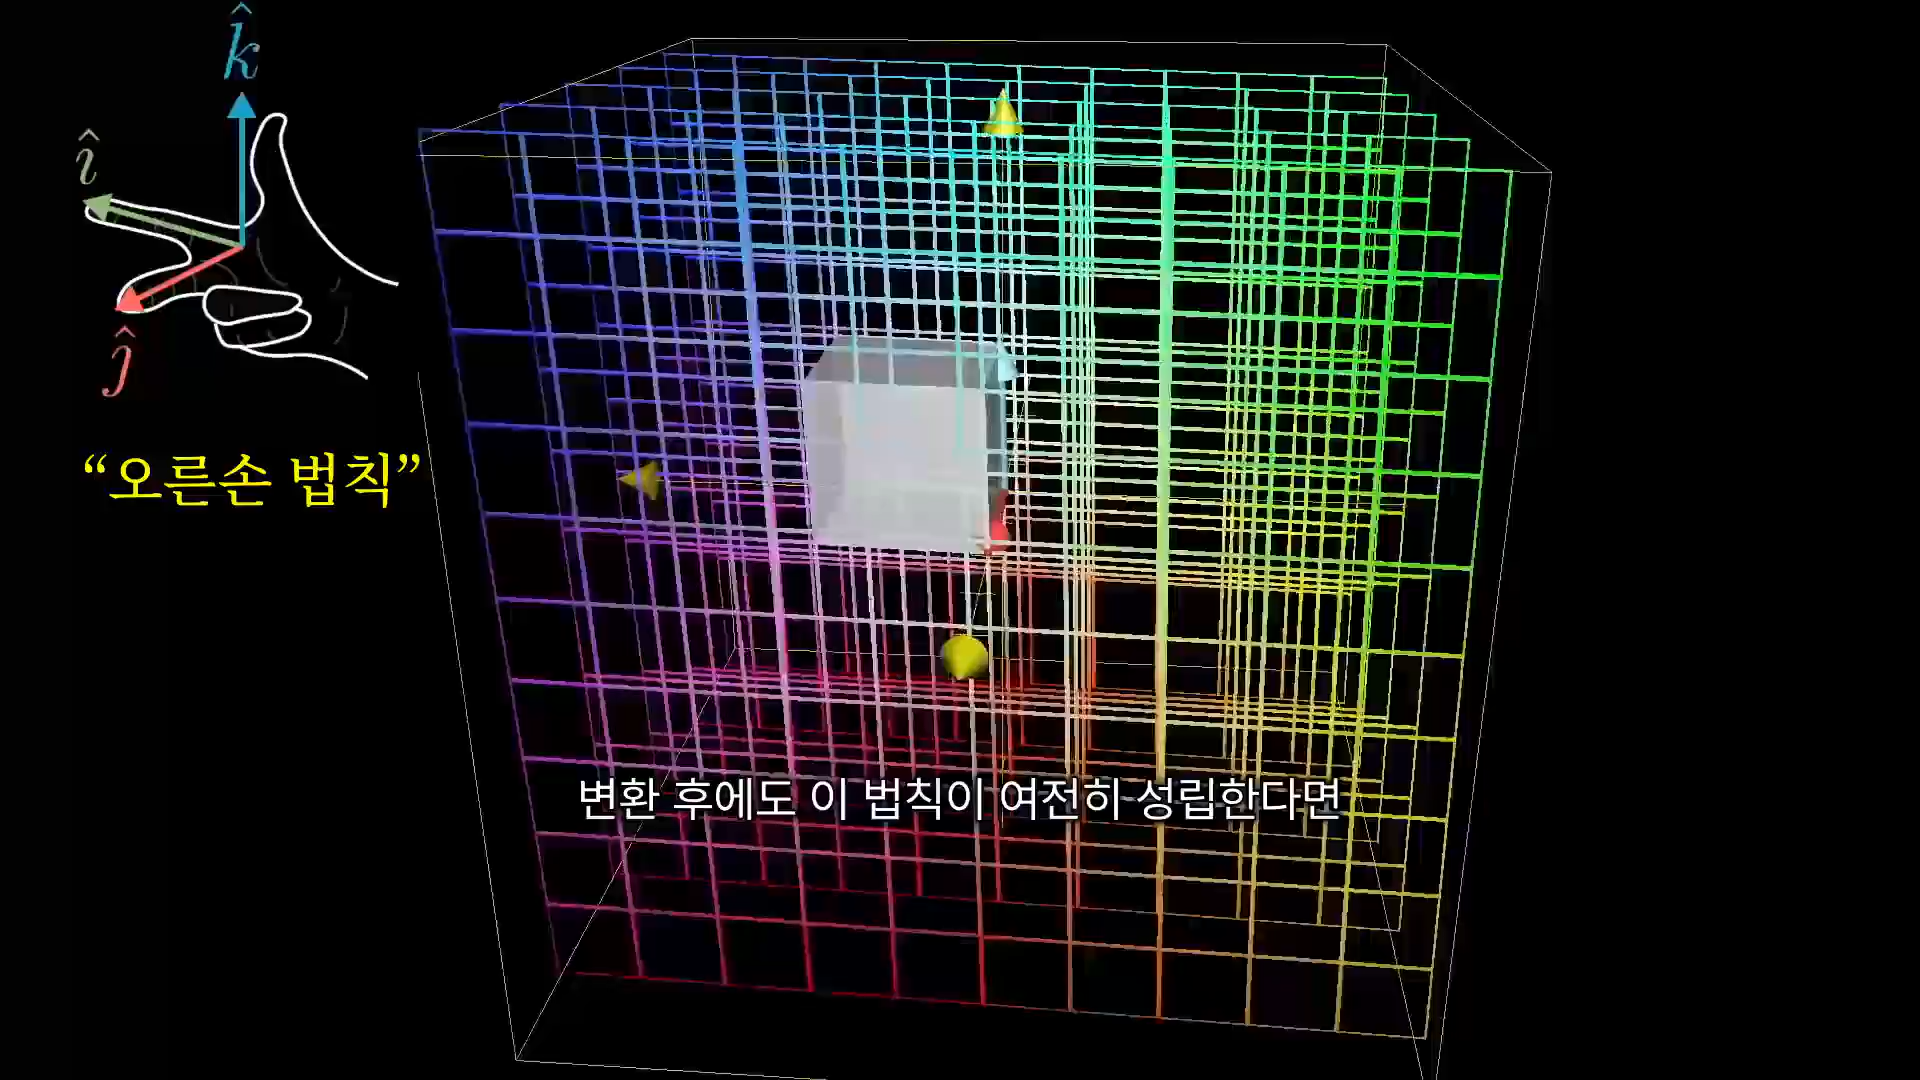 k̂
î
ĵ
“오른손 법칙”
변환 후에도 이 법칙이 여전히 성립한다면